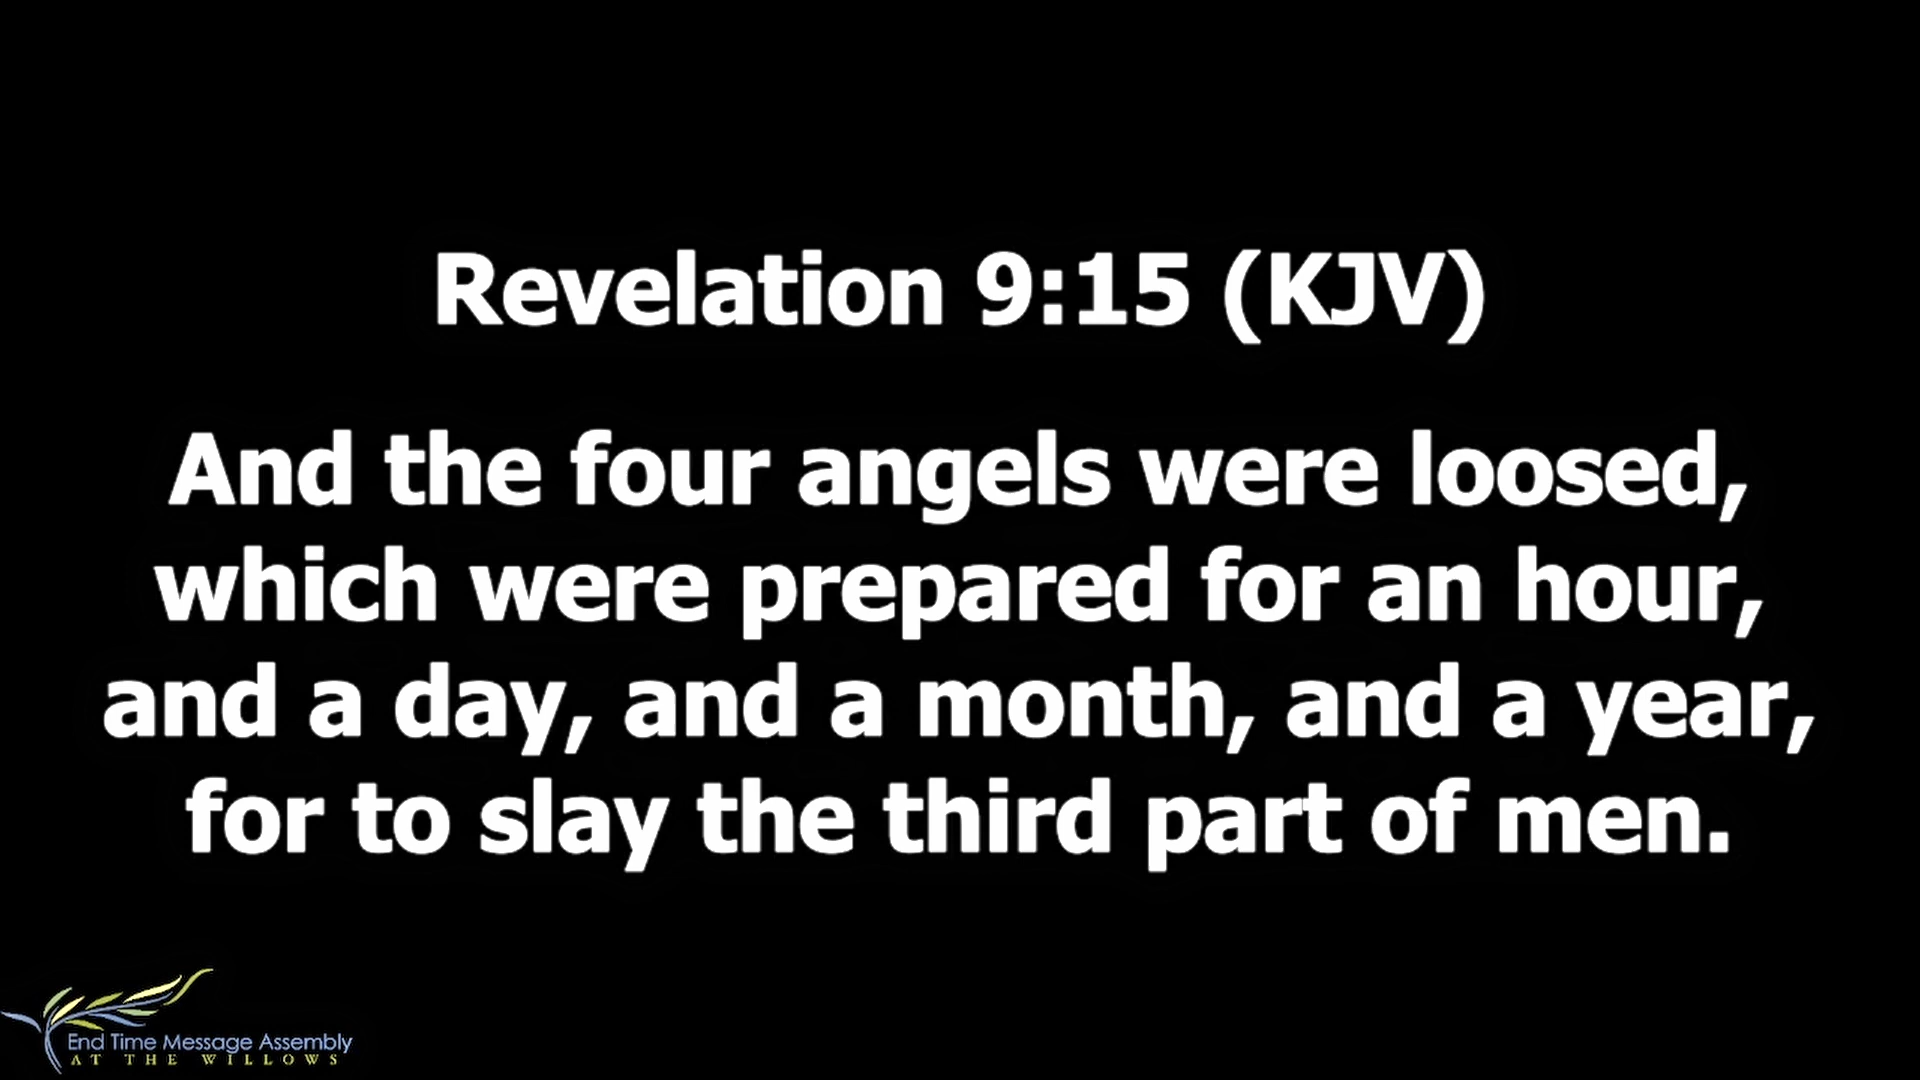 Revelation 9:15 (KJV)
And the four angels were loosed,
which were prepared for an hour,
and a day, and a month, and a year,
for to slay the third part of men.
End Time Message Assembly
AT THE WILLOWS